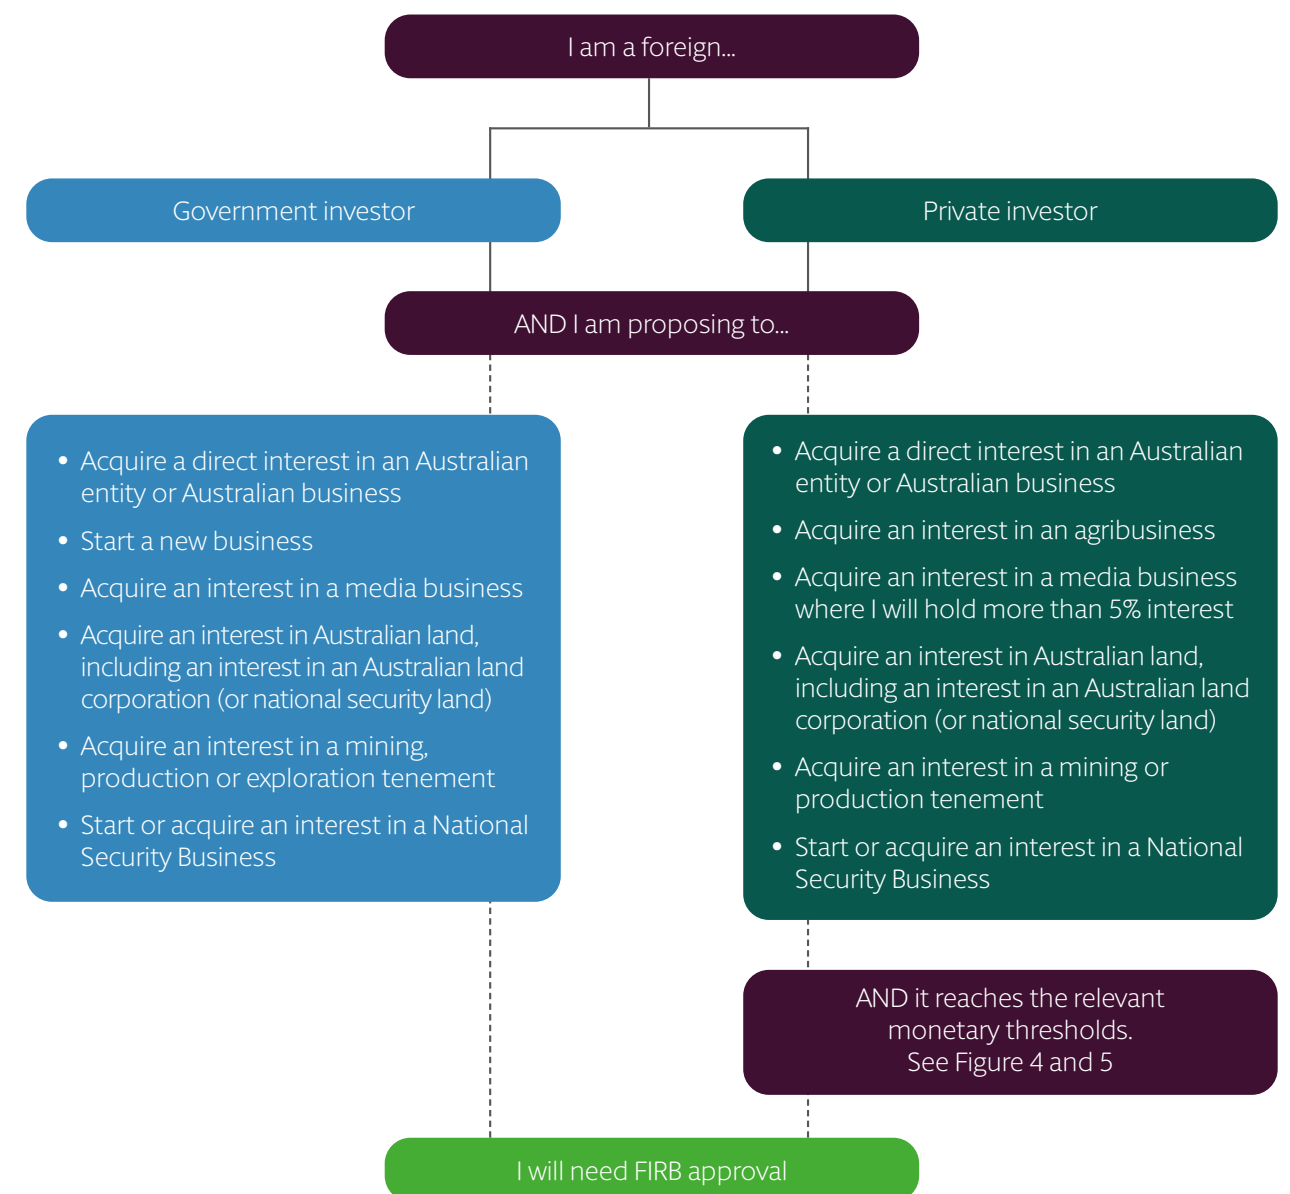 I am a foreign...
Government investor
Private investor
AND I am proposing to...
• Acquire a direct interest in an Australian
entity or Australian business
• Start a new business
• Acquire an interest in a media business
• Acquire an interest in Australian land,
including an interest in an Australian land
corporation (or national security land)
• Acquire an interest in a mining,
production or exploration tenement
• Start or acquire an interest in a National
Security Business
• Acquire a direct interest in an Australian
entity or Australian business
• Acquire an interest in an agribusiness
• Acquire an interest in a media business
where I will hold more than 5% interest
• Acquire an interest in Australian land,
including an interest in an Australian land
corporation (or national security land)
• Acquire an interest in a mining or
production tenement
• Start or acquire an interest in a National
Security Business
AND it reaches the relevant
monetary thresholds.
See Figure 4 and 5
I will need FIRB approval